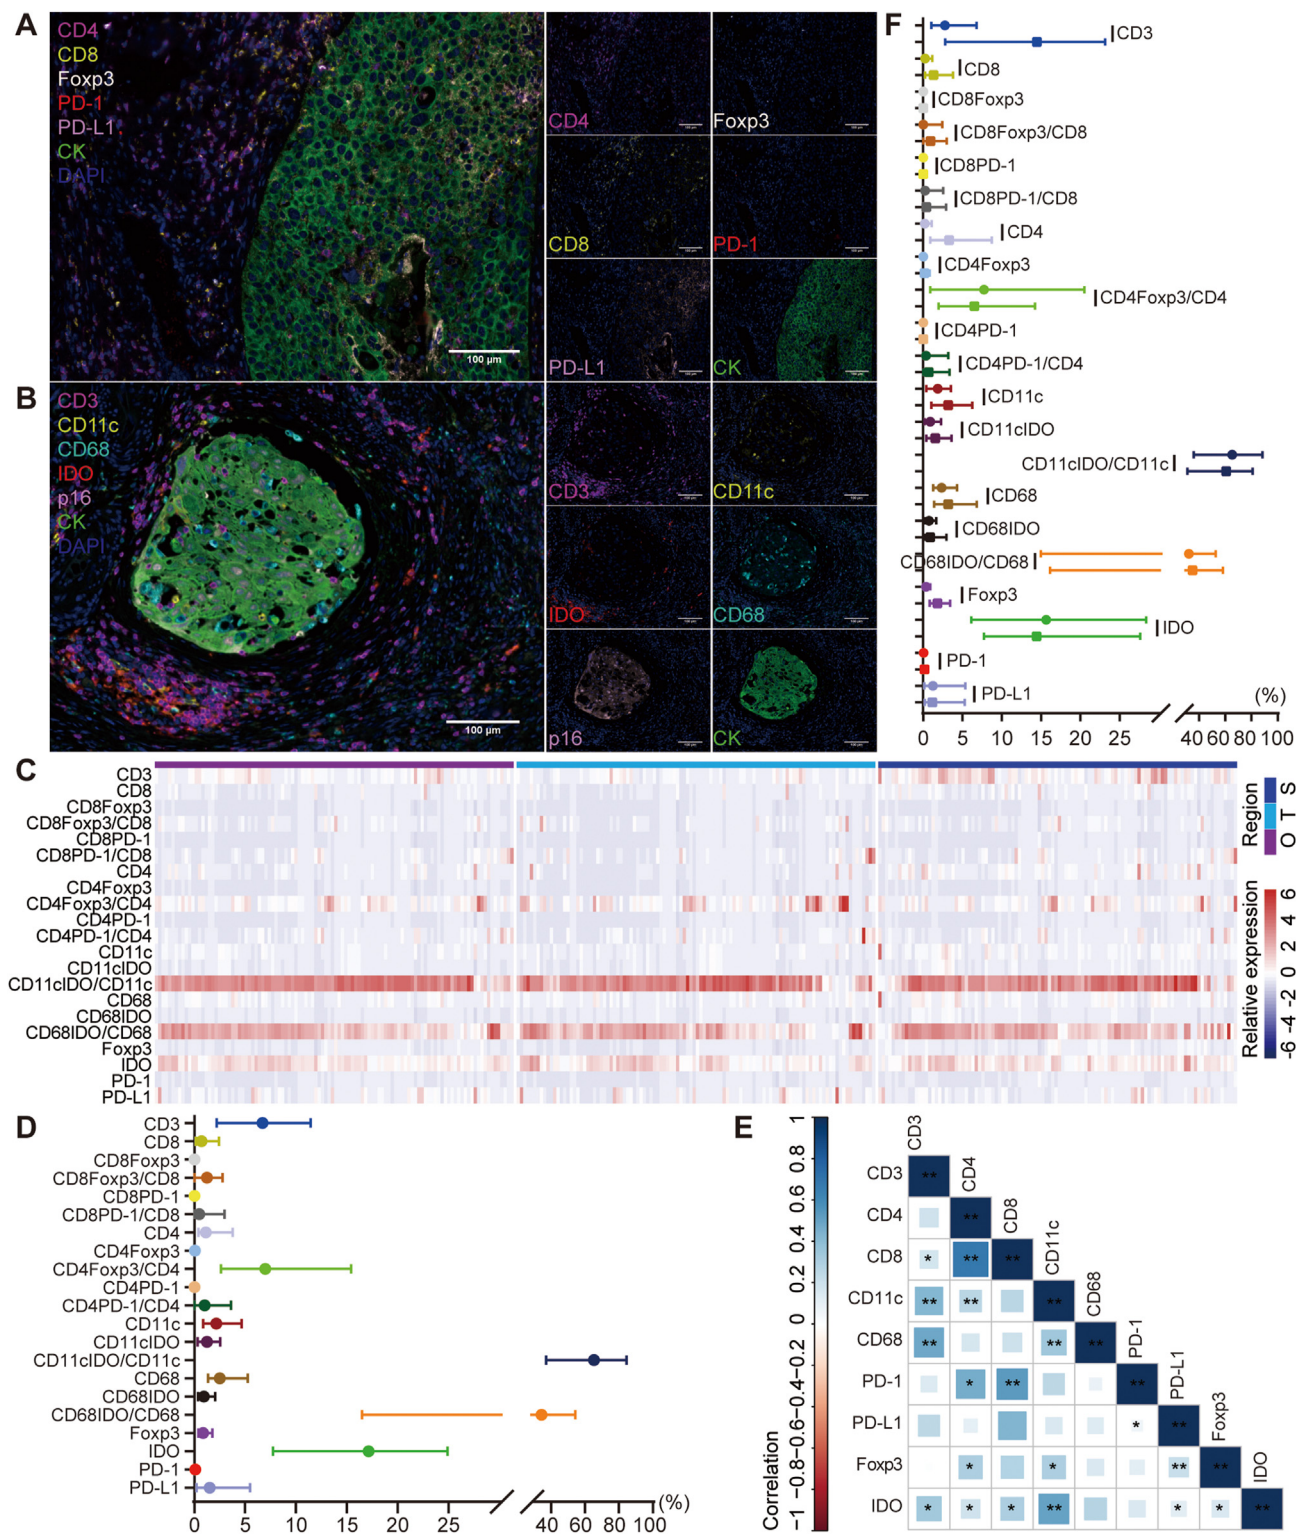 A
CD4
CD8
Foxp3
PD-1
PD-L1
CK
DAPI
100 µm
CD4
Foxp3
CD8
PD-1
PD-L1
CK
B
CD3
CD11c
CD68
IDO
p16
CK
DAPI
100 µm
CD3
CD11c
IDO
CD68
p16
CK
F
CD3
CD8
CD8Foxp3
CD8Foxp3/CD8
CD8PD-1
CD8PD-1/CD8
CD4
CD4Foxp3
CD4Foxp3/CD4
CD4PD-1
CD4PD-1/CD4
CD11c
CD11cIDO
CD11cIDO/CD11c
CD68
CD68IDO
CD68IDO/CD68
Foxp3
IDO
PD-1
PD-L1
(%)
0 5 10 15 20 25 40 60 80 100
C
CD3
CD8
CD8Foxp3
CD8Foxp3/CD8
CD8PD-1
CD8PD-1/CD8
CD4
CD4Foxp3
CD4Foxp3/CD4
CD4PD-1
CD4PD-1/CD4
CD11c
CD11cIDO
CD11cIDO/CD11c
CD68
CD68IDO
CD68IDO/CD68
Foxp3
IDO
PD-1
PD-L1
Region
O T S
Relative expression
-6 -4 -2 0 2 4 6
D
CD3
CD8
CD8Foxp3
CD8Foxp3/CD8
CD8PD-1
CD8PD-1/CD8
CD4
CD4Foxp3
CD4Foxp3/CD4
CD4PD-1
CD4PD-1/CD4
CD11c
CD11cIDO
CD11cIDO/CD11c
CD68
CD68IDO
CD68IDO/CD68
Foxp3
IDO
PD-1
PD-L1
(%)
0 5 10 15 20 25 40 60 80 100
E
Correlation
−1 −0.8 −0.6 −0.4 −0.2 0 0.2 0.4 0.6 0.8 1
CD3
CD4
CD8
CD11c
CD68
PD-1
PD-L1
Foxp3
IDO
CD3 **
CD4 **
CD8 * ** **
CD11c ** ** **
CD68 ** ** **
PD-1 * ** **
PD-L1 * **
Foxp3 * * ** **
IDO * * * ** * * **